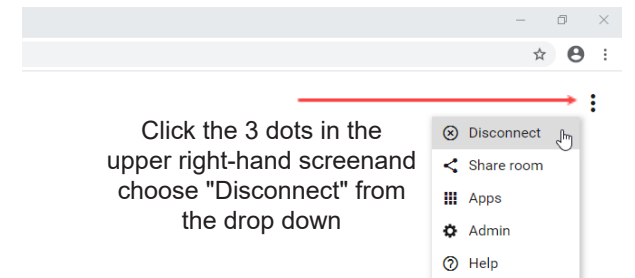 Click the 3 dots in the
upper right-hand screenand
choose "Disconnect" from
the drop down
Disconnect
Share room
Apps
Admin
Help